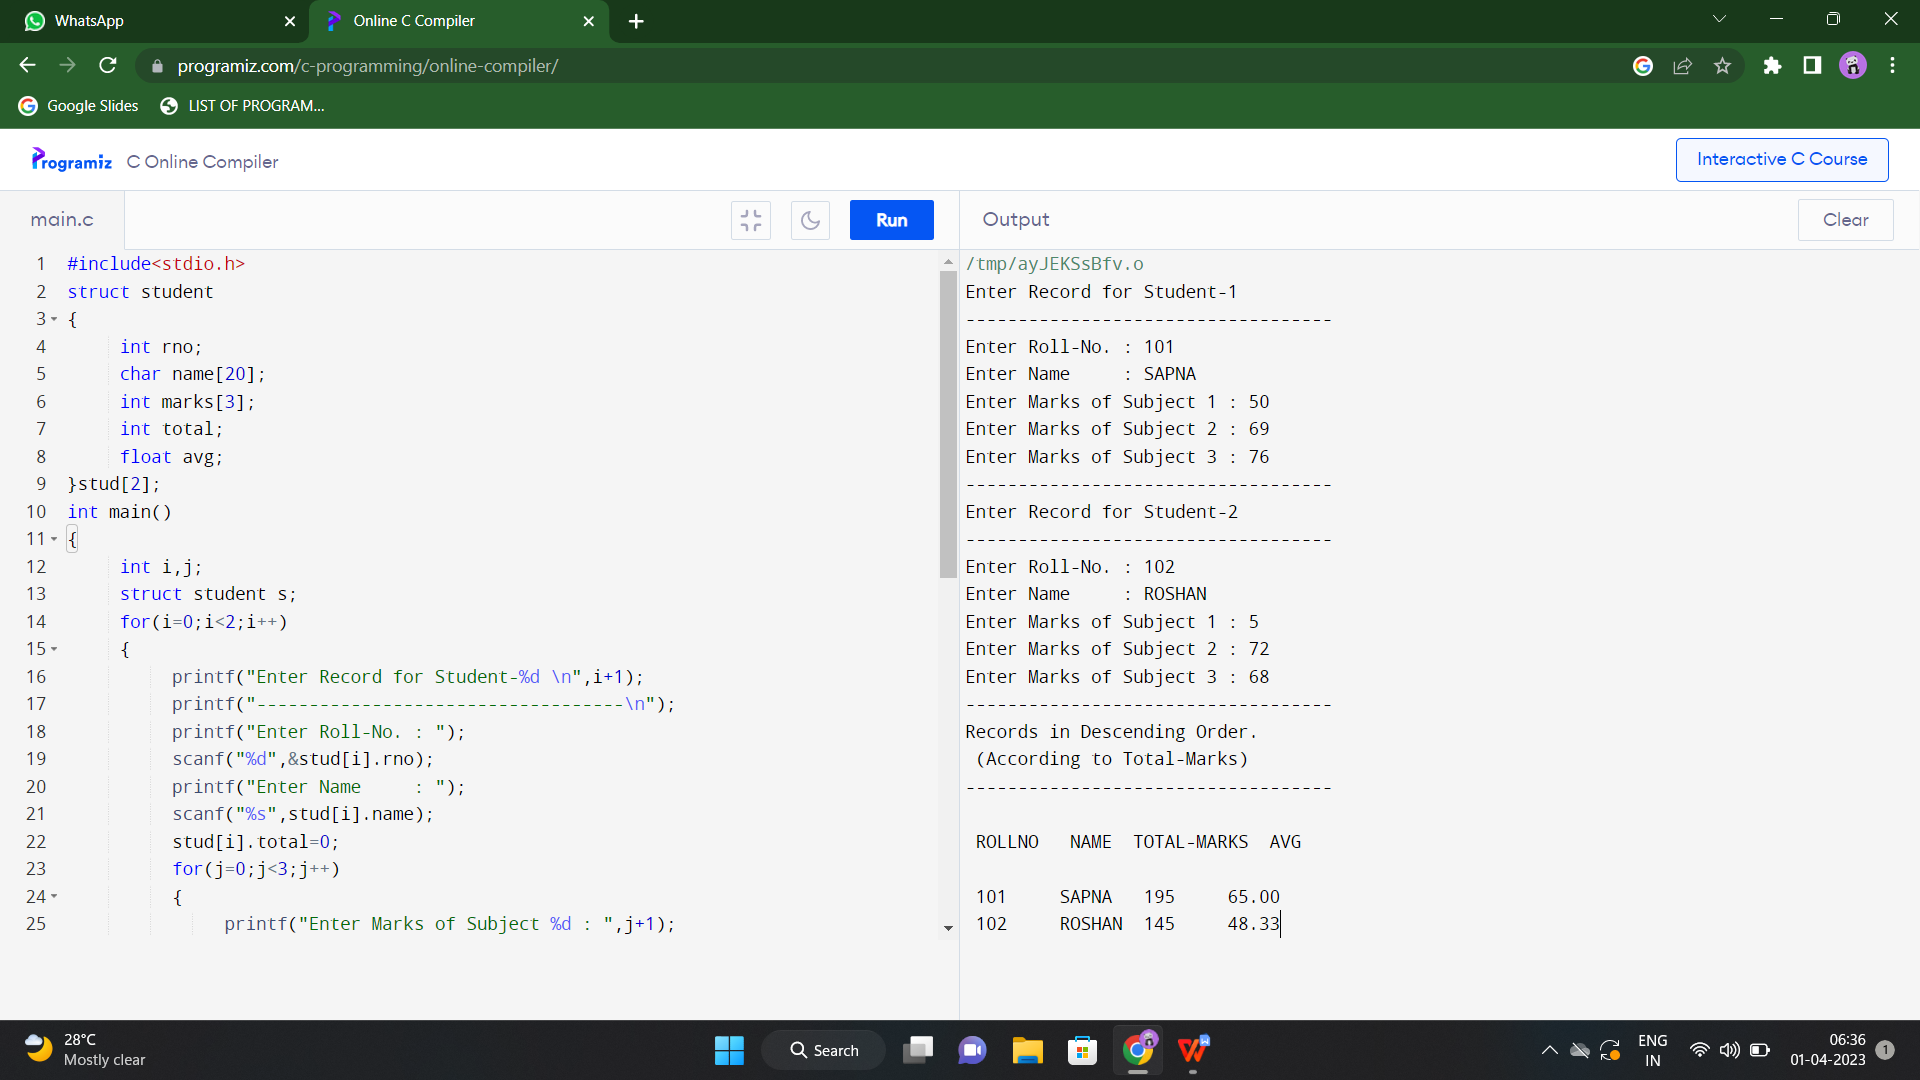 WhatsApp
Online C Compiler
programiz.com/c-programming/online-compiler/
Google Slides
LIST OF PROGRAM...
Programiz C Online Compiler
Interactive C Course
main.c
Run
Output
Clear
1 #include<stdio.h>
2 struct student
3 {
4 int rno;
5 char name[20];
6 int marks[3];
7 int total;
8 float avg;
9 }stud[2];
10 int main()
11 {
12 int i,j;
13 struct student s;
14 for(i=0;i<2;i++)
15 {
16 printf("Enter Record for Student-%d \n",i+1);
17 printf("-----------------------------------\n");
18 printf("Enter Roll-No. : ");
19 scanf("%d",&stud[i].rno);
20 printf("Enter Name     : ");
21 scanf("%s",stud[i].name);
22 stud[i].total=0;
23 for(j=0;j<3;j++)
24 {
25 printf("Enter Marks of Subject %d : ",j+1);
/tmp/ayJEKSsBfv.o
Enter Record for Student-1
-----------------------------------
Enter Roll-No. : 101
Enter Name     : SAPNA
Enter Marks of Subject 1 : 50
Enter Marks of Subject 2 : 69
Enter Marks of Subject 3 : 76
-----------------------------------
Enter Record for Student-2
-----------------------------------
Enter Roll-No. : 102
Enter Name     : ROSHAN
Enter Marks of Subject 1 : 5
Enter Marks of Subject 2 : 72
Enter Marks of Subject 3 : 68
-----------------------------------
Records in Descending Order.
(According to Total-Marks)
-----------------------------------
ROLLNO   NAME  TOTAL-MARKS  AVG
101     SAPNA   195     65.00
102     ROSHAN  145     48.33
28°C
Mostly clear
Search
ENG
IN
06:36
01-04-2023
1